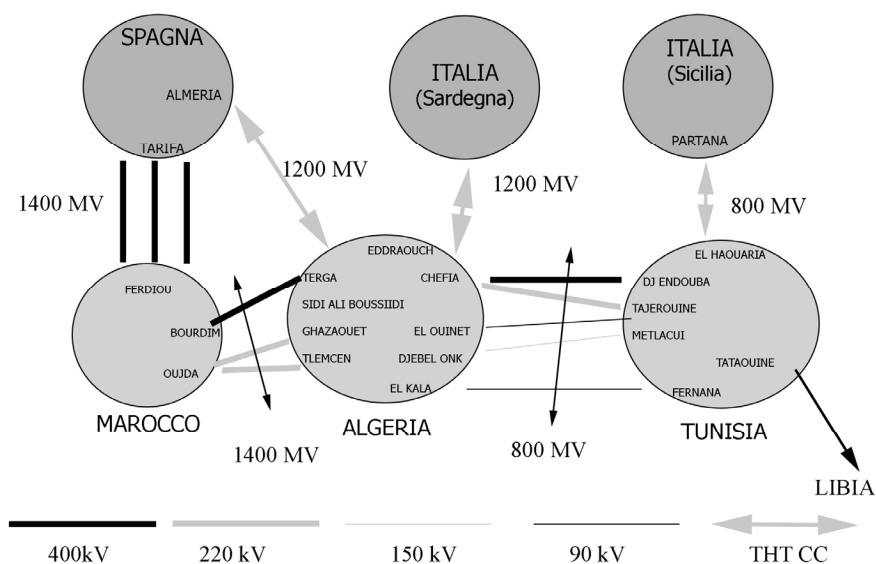 SPAGNA
ALMERIA
TARIFA
ITALIA
(Sardegna)
ITALIA
(Sicilia)
PARTANA
1400 MV
1200 MV
1200 MV
800 MV
FERDIOU
BOURDIM
OUJDA
MAROCCO
EDDRAOUCH
TERGA
CHEFIA
SIDI ALI BOUSSIIDI
GHAZAOUET
EL OUINET
TLEMCEN
DJEBEL ONK
EL KALA
ALGERIA
EL HAOUARIA
DJ ENDOUBA
TAJEROUINE
METLACUI
TATAOUINE
FERNANA
TUNISIA
1400 MV
800 MV
LIBIA
400kV
220 kV
150 kV
90 kV
THT CC